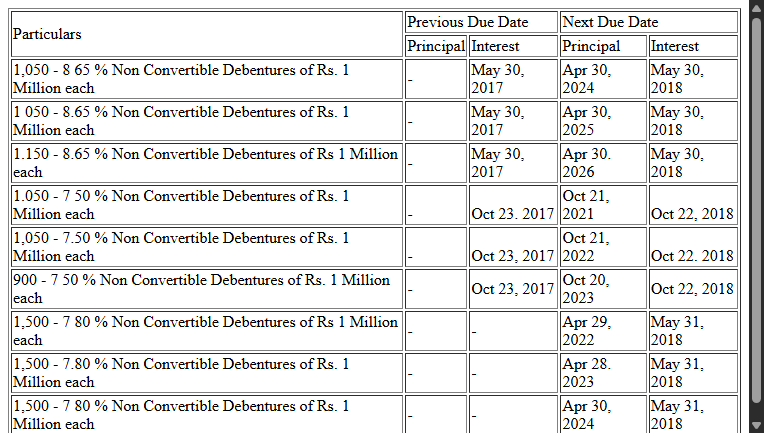 Particulars
Previous Due Date
Next Due Date
Principal
Interest
Principal
Interest
1,050 - 8 65 % Non Convertible Debentures of Rs. 1
Million each
-
May 30,
2017
Apr 30,
2024
May 30,
2018
1 050 - 8.65 % Non Convertible Debentures of Rs. 1
Million each
-
May 30,
2017
Apr 30,
2025
May 30,
2018
1.150 - 8.65 % Non Convertible Debentures of Rs 1 Million
each
-
May 30,
2017
Apr 30.
2026
May 30,
2018
1.050 - 7 50 % Non Convertible Debentures of Rs. 1
Million each
-
Oct 23. 2017
Oct 21,
2021
Oct 22, 2018
1,050 - 7.50 % Non Convertible Debentures of Rs. 1
Million each
-
Oct 23, 2017
Oct 21,
2022
Oct 22. 2018
900 - 7 50 % Non Convertible Debentures of Rs. 1 Million
each
-
Oct 23, 2017
Oct 20,
2023
Oct 22, 2018
1,500 - 7 80 % Non Convertible Debentures of Rs 1 Million
each
-
-
Apr 29,
2022
May 31,
2018
1,500 - 7.80 % Non Convertible Debentures of Rs. 1
Million each
-
-
Apr 28.
2023
May 31,
2018
1,500 - 7 80 % Non Convertible Debentures of Rs. 1
Million each
-
-
Apr 30,
2024
May 31,
2018